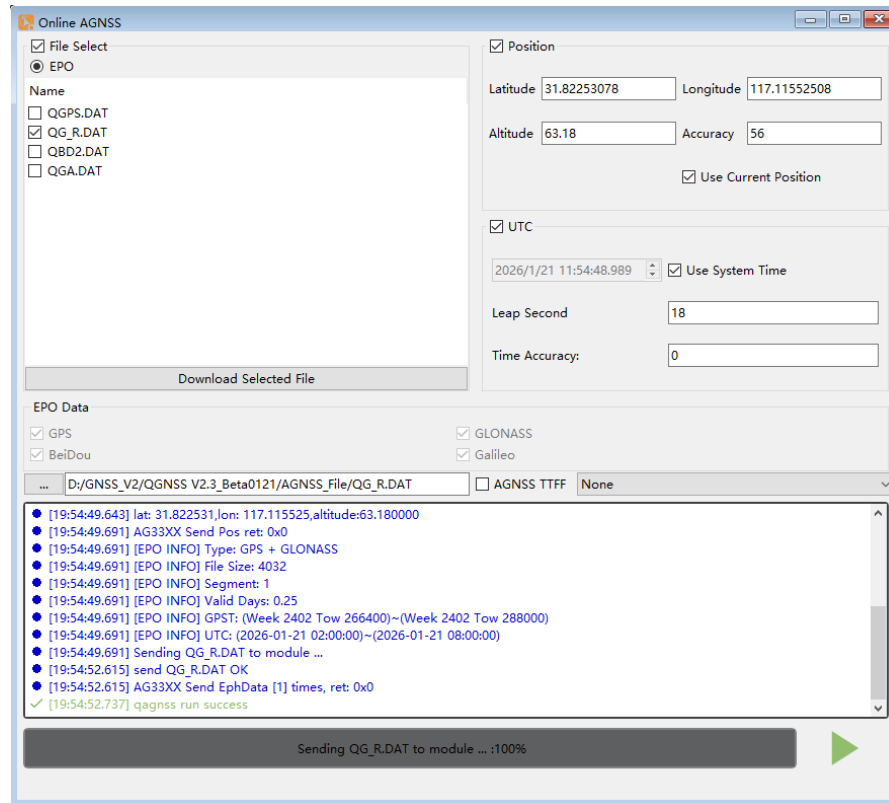 Online AGNSS
File Select
EPO
Name
QGPS.DAT
QG_R.DAT
QBD2.DAT
QGA.DAT
Download Selected File
Position
Latitude 31.82253078 Longitude 117.11552508
Altitude 63.18 Accuracy 56
Use Current Position
UTC
2026/1/21 11:54:48.989 Use System Time
Leap Second 18
Time Accuracy: 0
EPO Data
GPS GLONASS
BeiDou Galileo
... D:/GNSS_V2/QGNSS V2.3_Beta0121/AGNSS_File/QG_R.DAT AGNSS TTFF None
[19:54:49.643] lat: 31.822531,lon: 117.115525,altitude:63.180000
[19:54:49.691] AG33XX Send Pos ret: 0x0
[19:54:49.691] [EPO INFO] Type: GPS + GLONASS
[19:54:49.691] [EPO INFO] File Size: 4032
[19:54:49.691] [EPO INFO] Segment: 1
[19:54:49.691] [EPO INFO] Valid Days: 0.25
[19:54:49.691] [EPO INFO] GPST: (Week 2402 Tow 266400)~(Week 2402 Tow 288000)
[19:54:49.691] [EPO INFO] UTC: (2026-01-21 02:00:00)~(2026-01-21 08:00:00)
[19:54:49.691] Sending QG_R.DAT to module ...
[19:54:52.615] send QG_R.DAT OK
[19:54:52.615] AG33XX Send EphData [1] times, ret: 0x0
[19:54:52.737] qagnss run success
Sending QG_R.DAT to module ... :100%